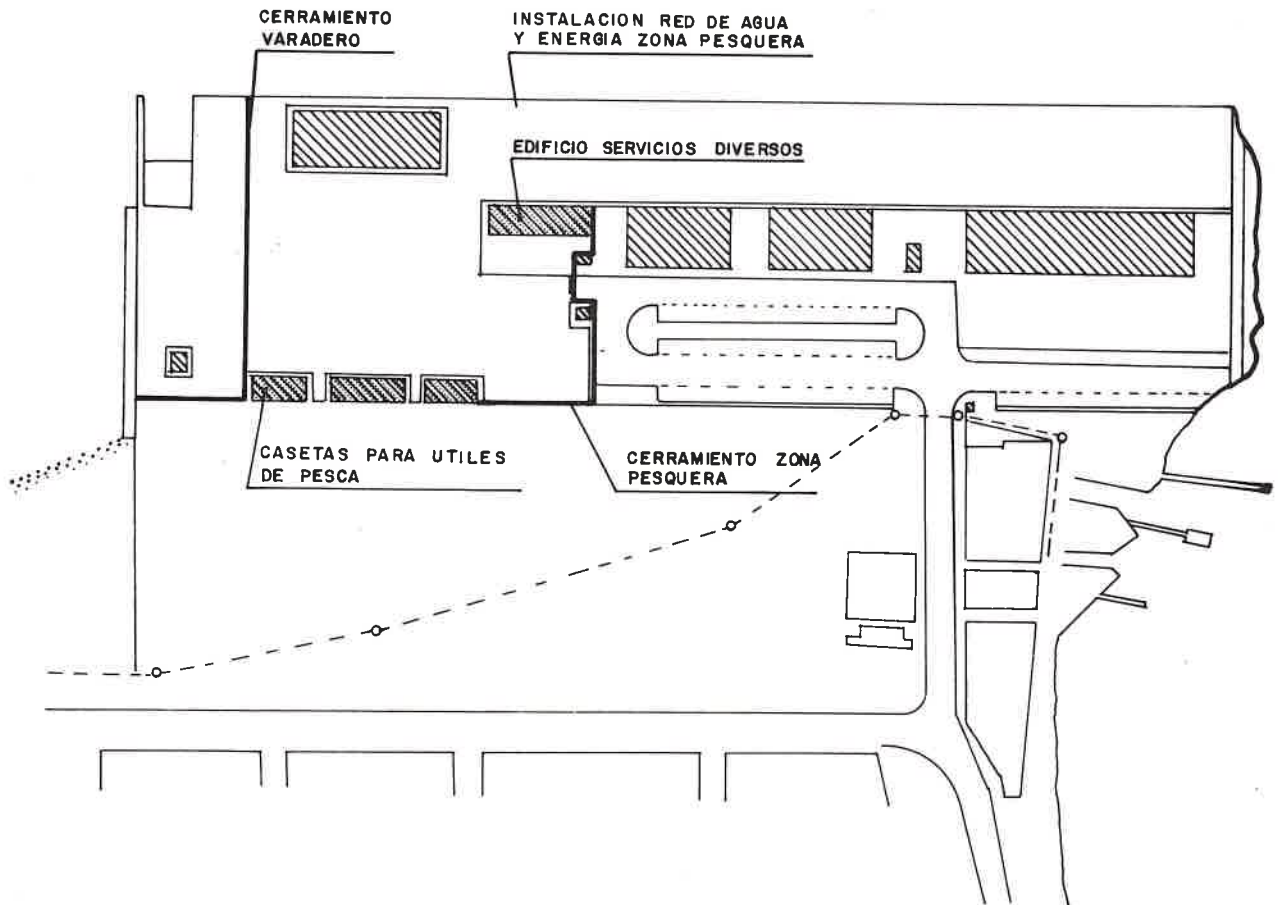 CERRAMIENTO
VARADERO
INSTALACION RED DE AGUA
Y ENERGIA ZONA PESQUERA
EDIFICIO SERVICIOS DIVERSOS
CASETAS PARA UTILES
DE PESCA
CERRAMIENTO ZONA
PESQUERA